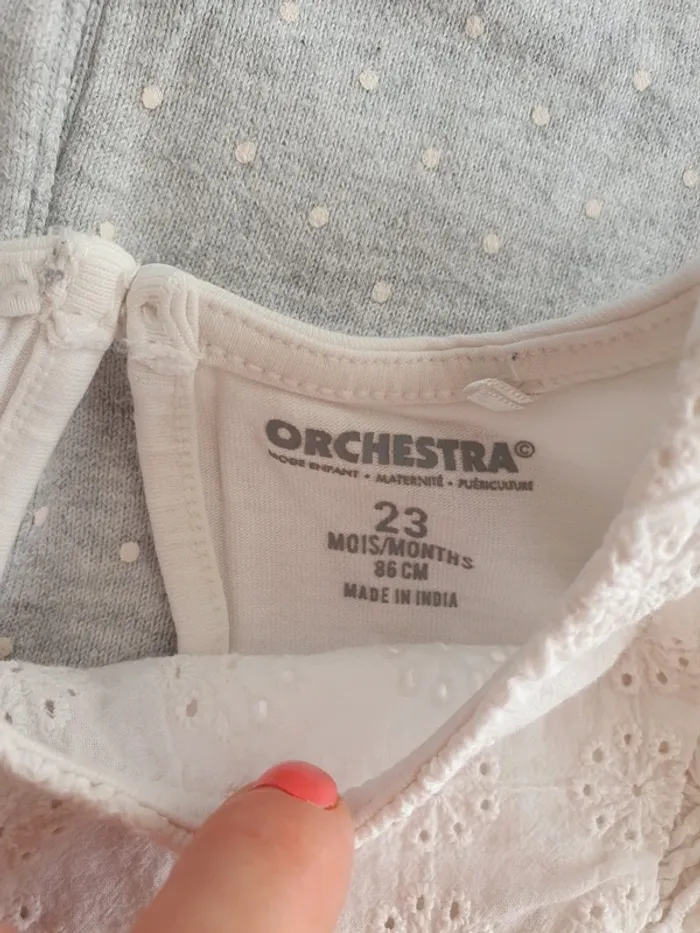 ORCHESTRA©
MODE ENFANT • MATERNITÉ • PUÉRICULTURE
23
MOIS/MONTHS
86 CM
MADE IN INDIA